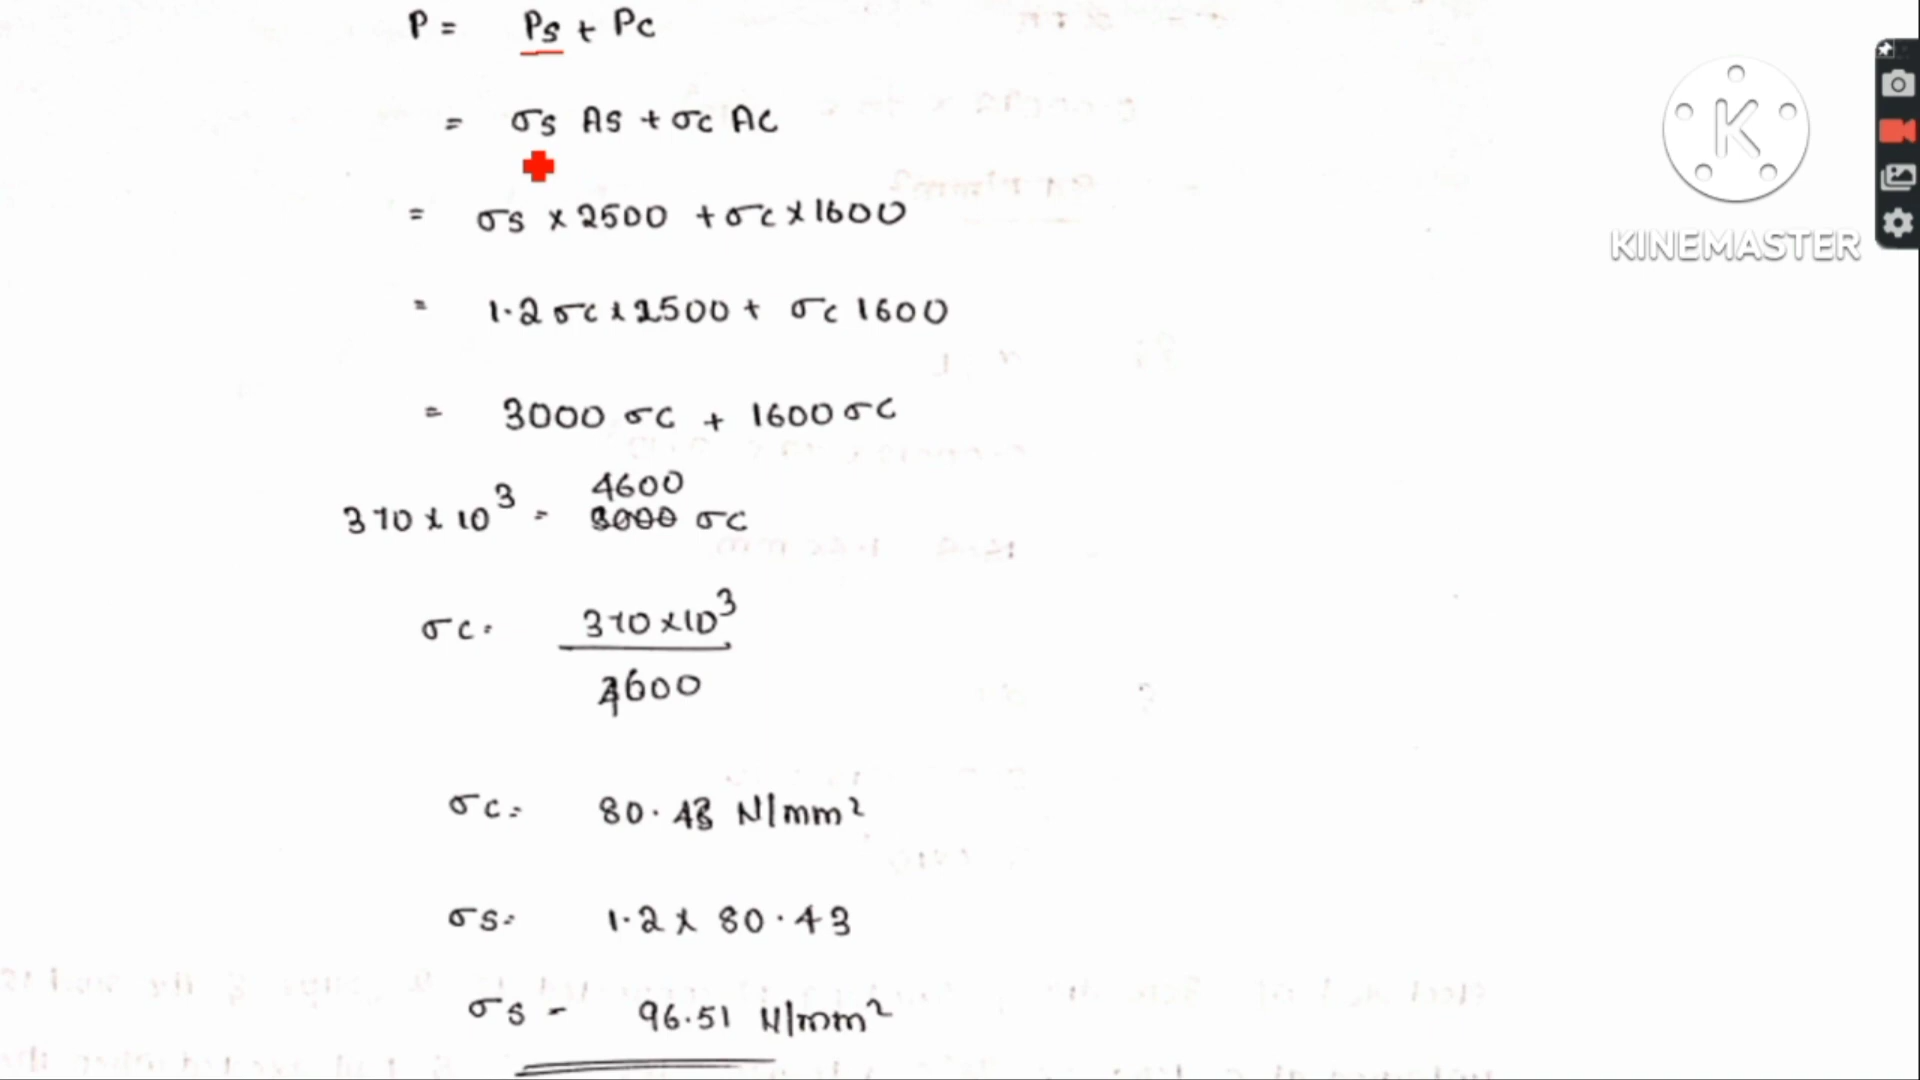 P = Ps + Pc
= σs As + σc Ac
= σs × 2500 + σc × 1600
= 1.2 σc × 2500 + σc 1600
= 3000 σc + 1600 σc
4600
370 × 10³ = 3000 σc
σc = 370 × 10³
4600
σc = 80.43 N/mm²
σs = 1.2 × 80.43
σs = 96.51 N/mm²
K
KINEMASTER